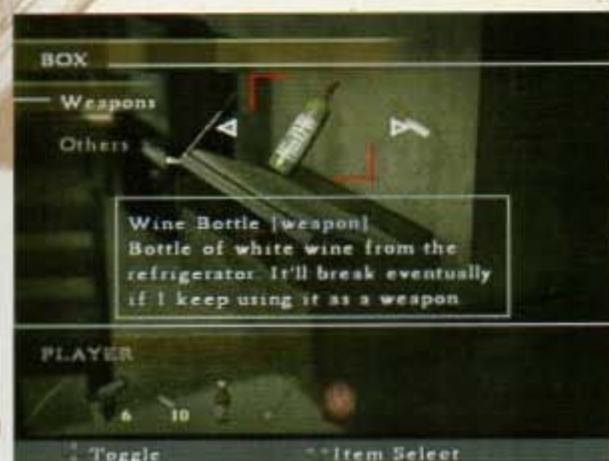 BOX
Weapons
Others
Wine Bottle [weapon]
Bottle of white wine from the
refrigerator. It'll break eventually
if I keep using it as a weapon
PLAYER
6 10
Toggle Item Select